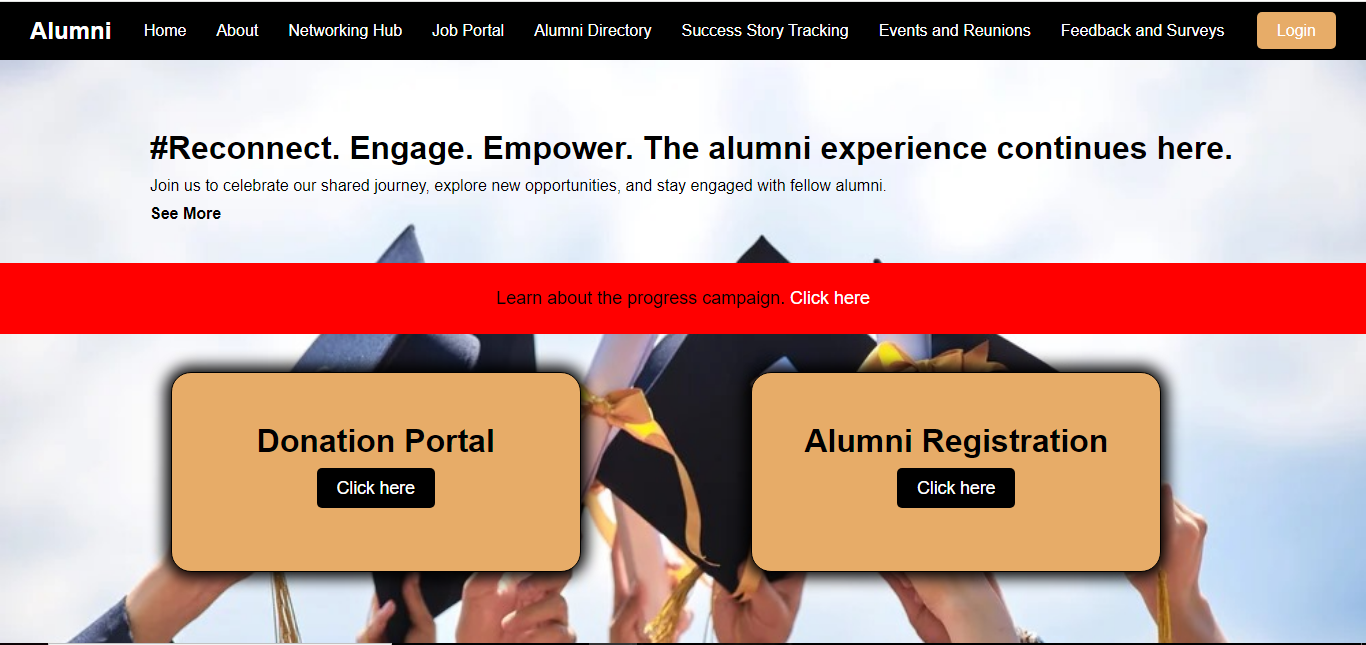 Alumni Home About Networking Hub Job Portal Alumni Directory Success Story Tracking Events and Reunions Feedback and Surveys Login
#Reconnect. Engage. Empower. The alumni experience continues here.
Join us to celebrate our shared journey, explore new opportunities, and stay engaged with fellow alumni.
See More
Learn about the progress campaign. Click here
Donation Portal
Click here
Alumni Registration
Click here